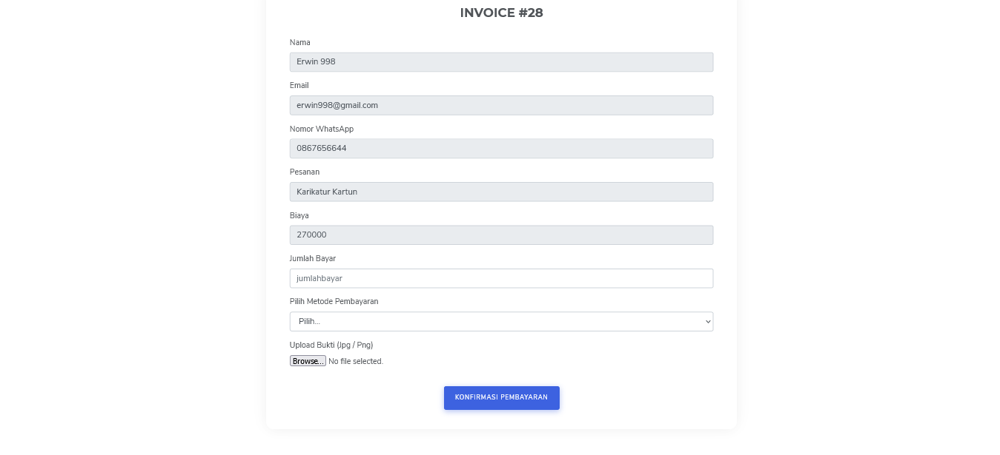 INVOICE #28
Nama
Erwin 998
Email
erwin998@gmail.com
Nomor WhatsApp
0867656644
Pesanan
Karikatur Kartun
Biaya
270000
Jumlah Bayar
jumlahbayar
Pilih Metode Pembayaran
Pilih...
Upload Bukti (Jpg / Png)
Browse... No file selected.
KONFIRMASI PEMBAYARAN